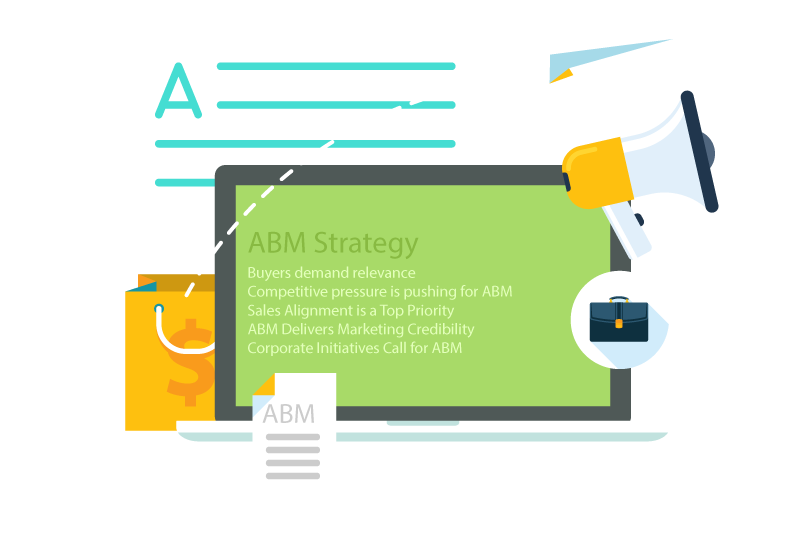 A
ABM Strategy
Buyers demand relevance
Competitive pressure is pushing for ABM
Sales Alignment is a Top Priority
ABM Delivers Marketing Credibility
Corporate Initiatives Call for ABM
$
ABM